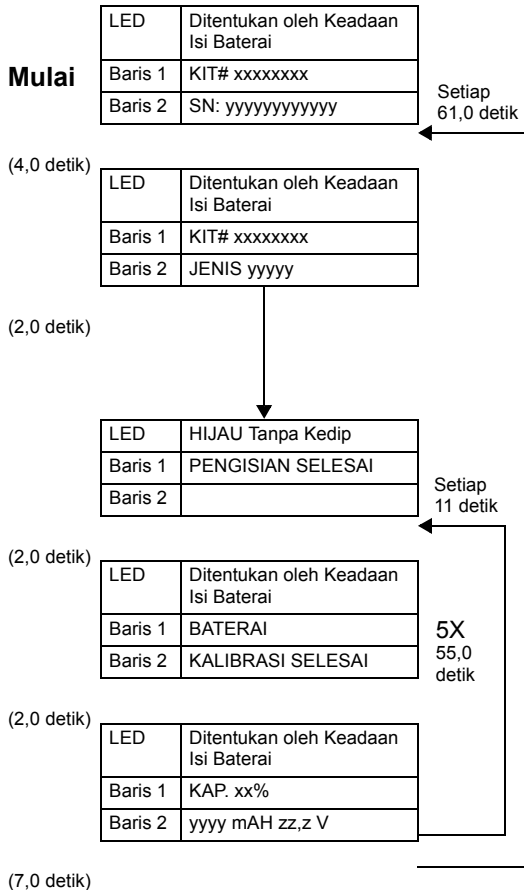 LED Ditentukan oleh Keadaan
Isi Baterai
Mulai
Baris 1 KIT# xxxxxxxx
Baris 2 SN: yyyyyyyyyyyy
Setiap
61,0 detik
(4,0 detik)
LED Ditentukan oleh Keadaan
Isi Baterai
Baris 1 KIT# xxxxxxxx
Baris 2 JENIS yyyyy
(2,0 detik)
LED HIJAU Tanpa Kedip
Baris 1 PENGISIAN SELESAI
Baris 2
Setiap
11 detik
(2,0 detik)
LED Ditentukan oleh Keadaan
Isi Baterai
Baris 1 BATERAI
Baris 2 KALIBRASI SELESAI
5X
55,0
detik
(2,0 detik)
LED Ditentukan oleh Keadaan
Isi Baterai
Baris 1 KAP. xx%
Baris 2 yyyy mAH zz,z V
(7,0 detik)